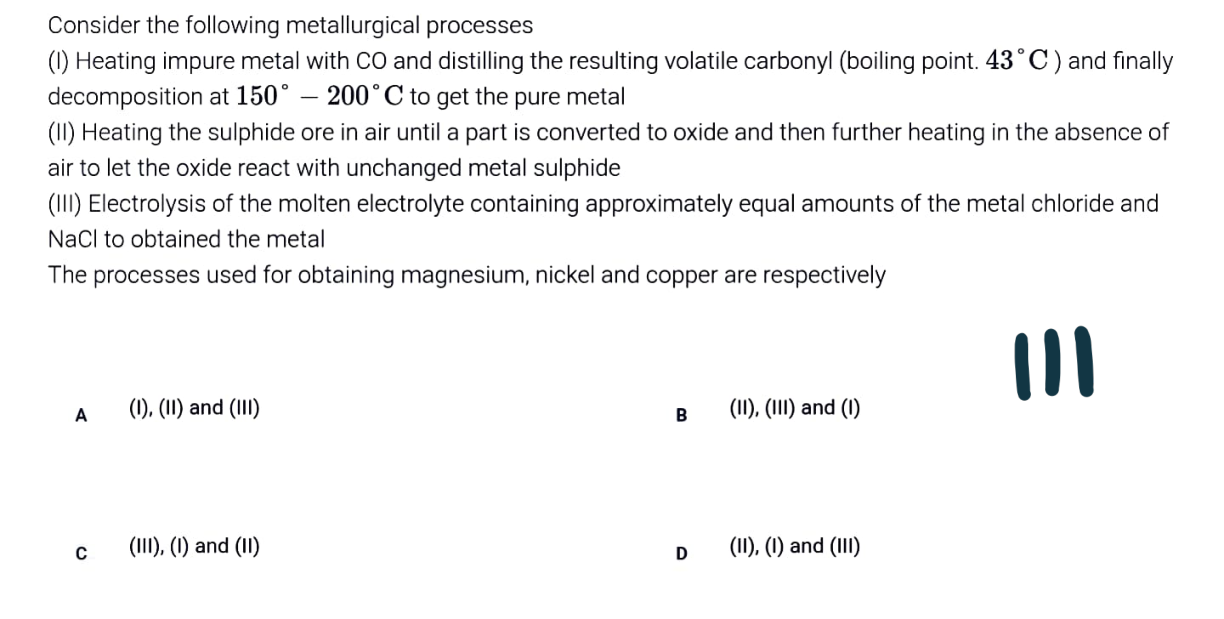 Consider the following metallurgical processes
(I) Heating impure metal with CO and distilling the resulting volatile carbonyl (boiling point. 43°C ) and finally
decomposition at 150° – 200°C to get the pure metal
(II) Heating the sulphide ore in air until a part is converted to oxide and then further heating in the absence of
air to let the oxide react with unchanged metal sulphide
(III) Electrolysis of the molten electrolyte containing approximately equal amounts of the metal chloride and
NaCl to obtained the metal
The processes used for obtaining magnesium, nickel and copper are respectively
III
A (I), (II) and (III)
B (II), (III) and (I)
C (III), (I) and (II)
D (II), (I) and (III)